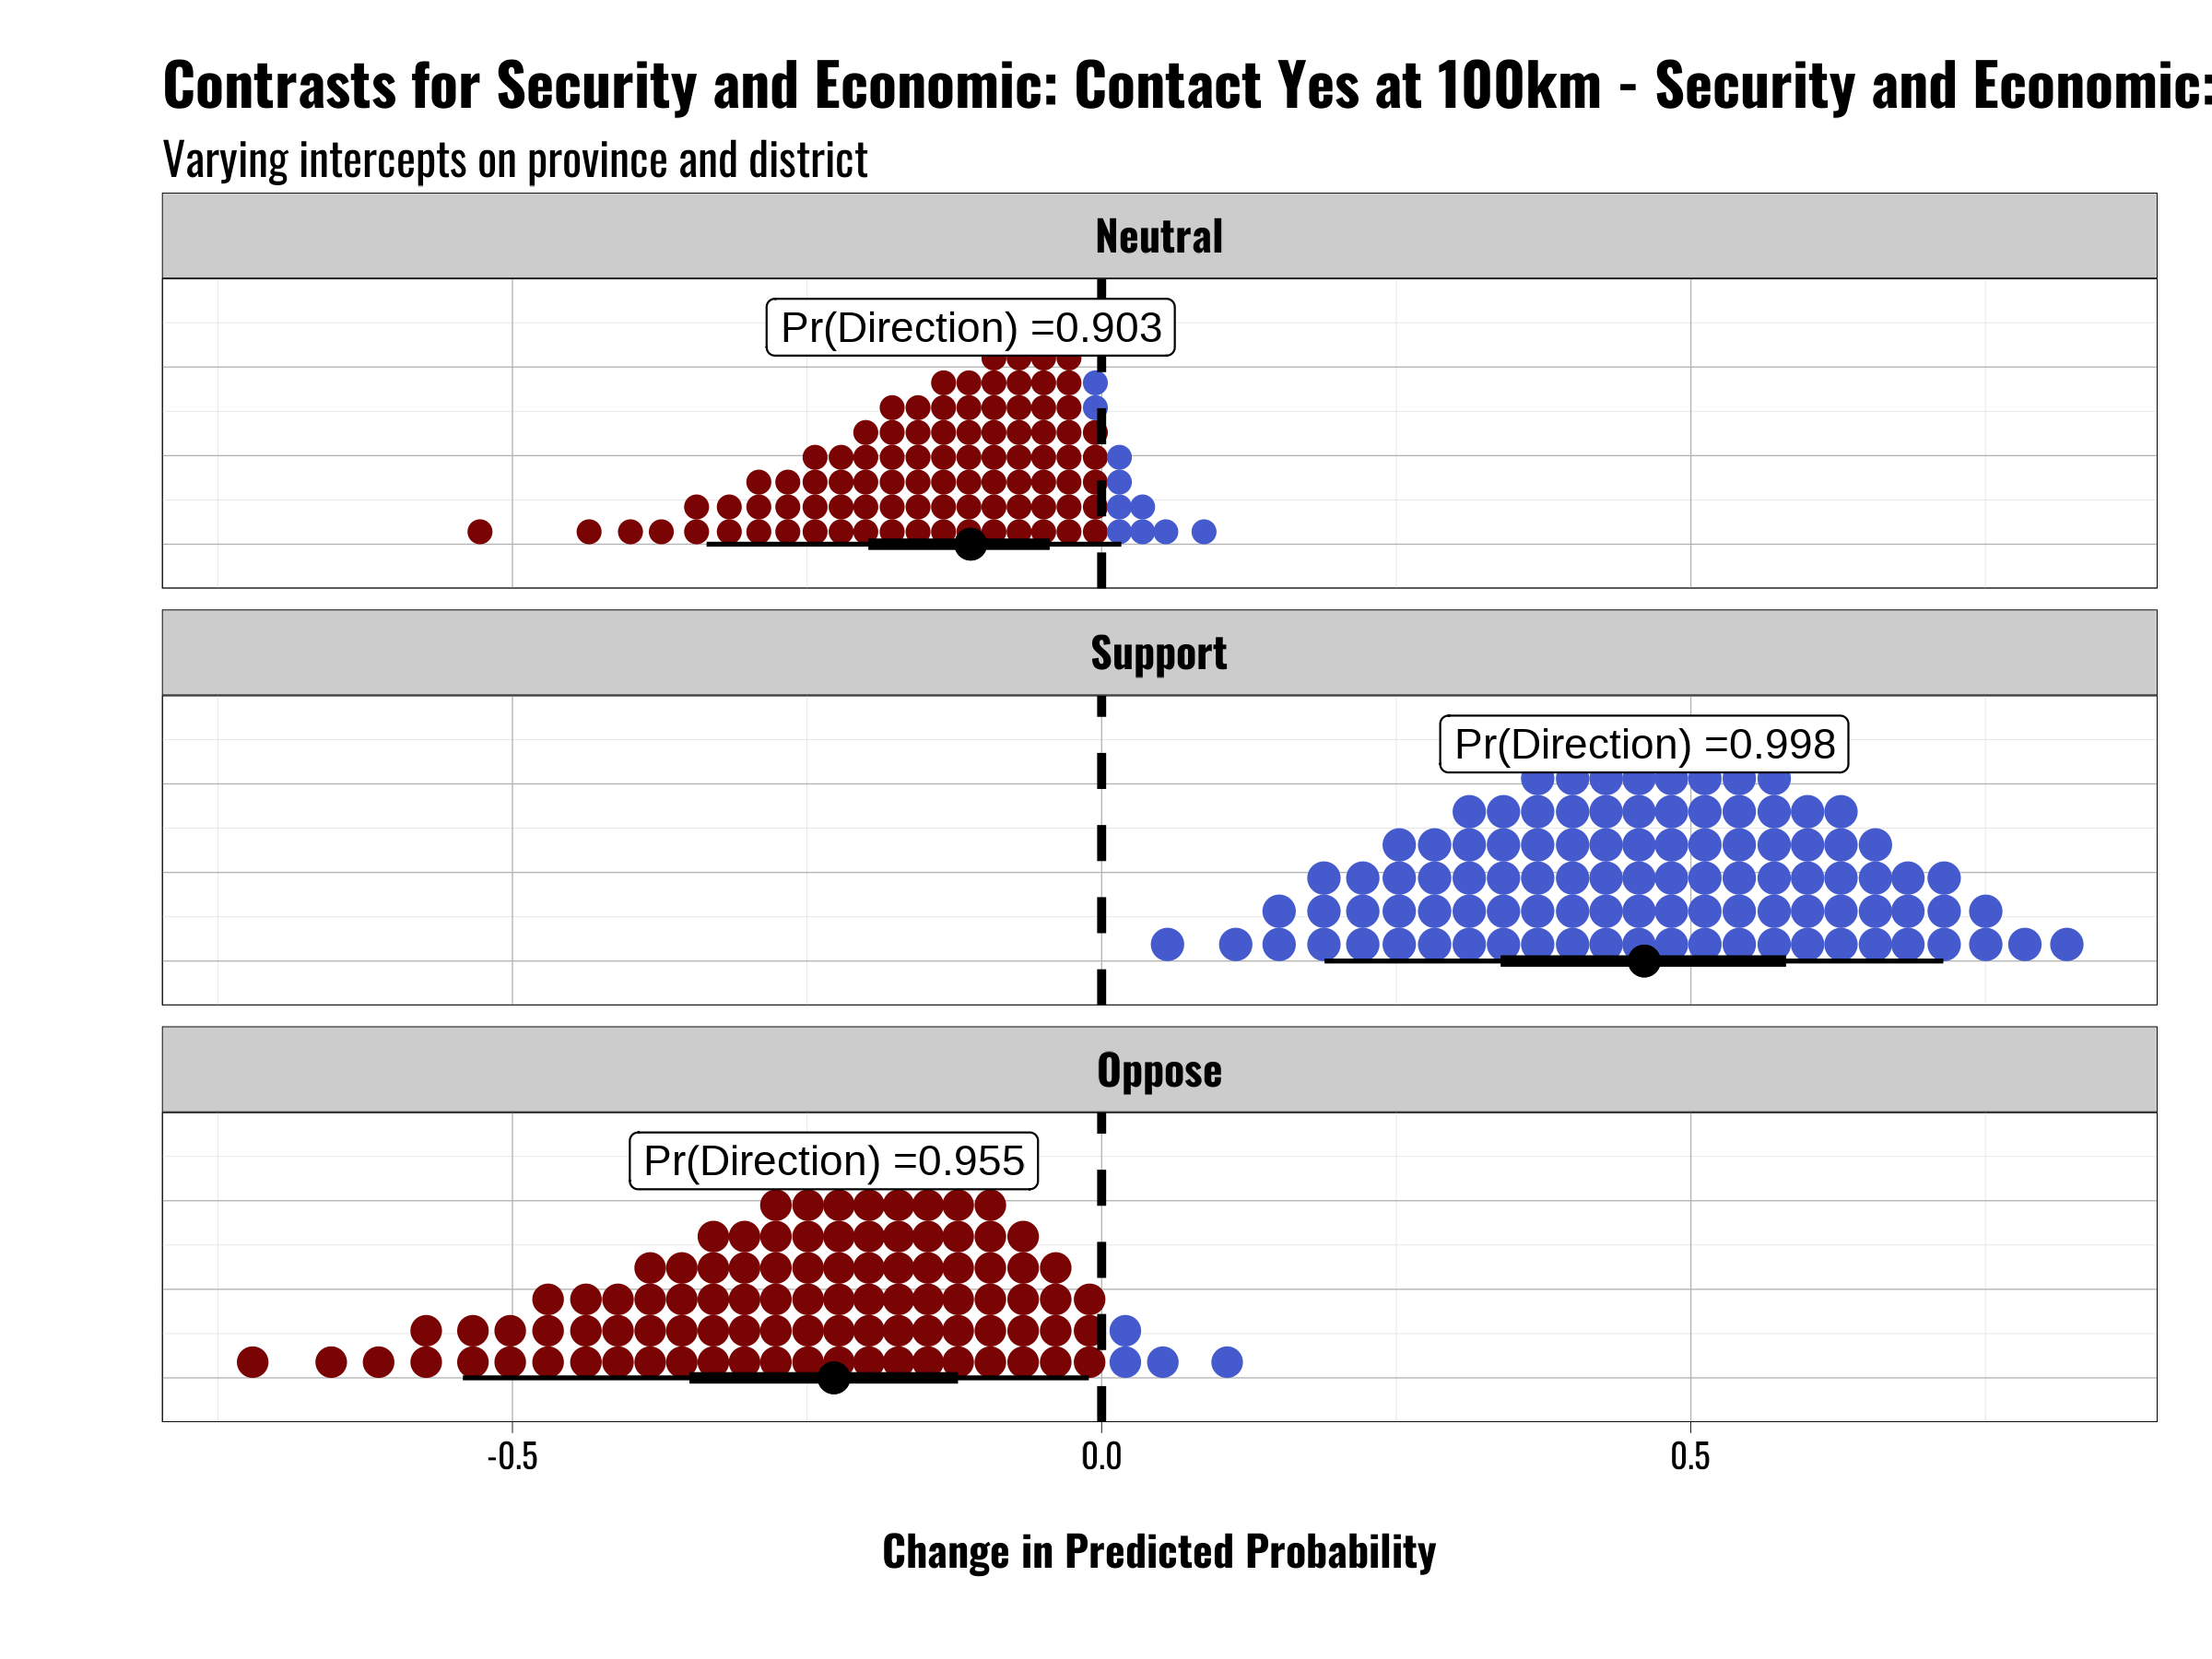 Contrasts for Security and Economic: Contact Yes at 100km - Security and Economic:
Varying intercepts on province and district
Neutral
Pr(Direction) =0.903
Support
Pr(Direction) =0.998
Oppose
Pr(Direction) =0.955
-0.5 0.0 0.5
Change in Predicted Probability